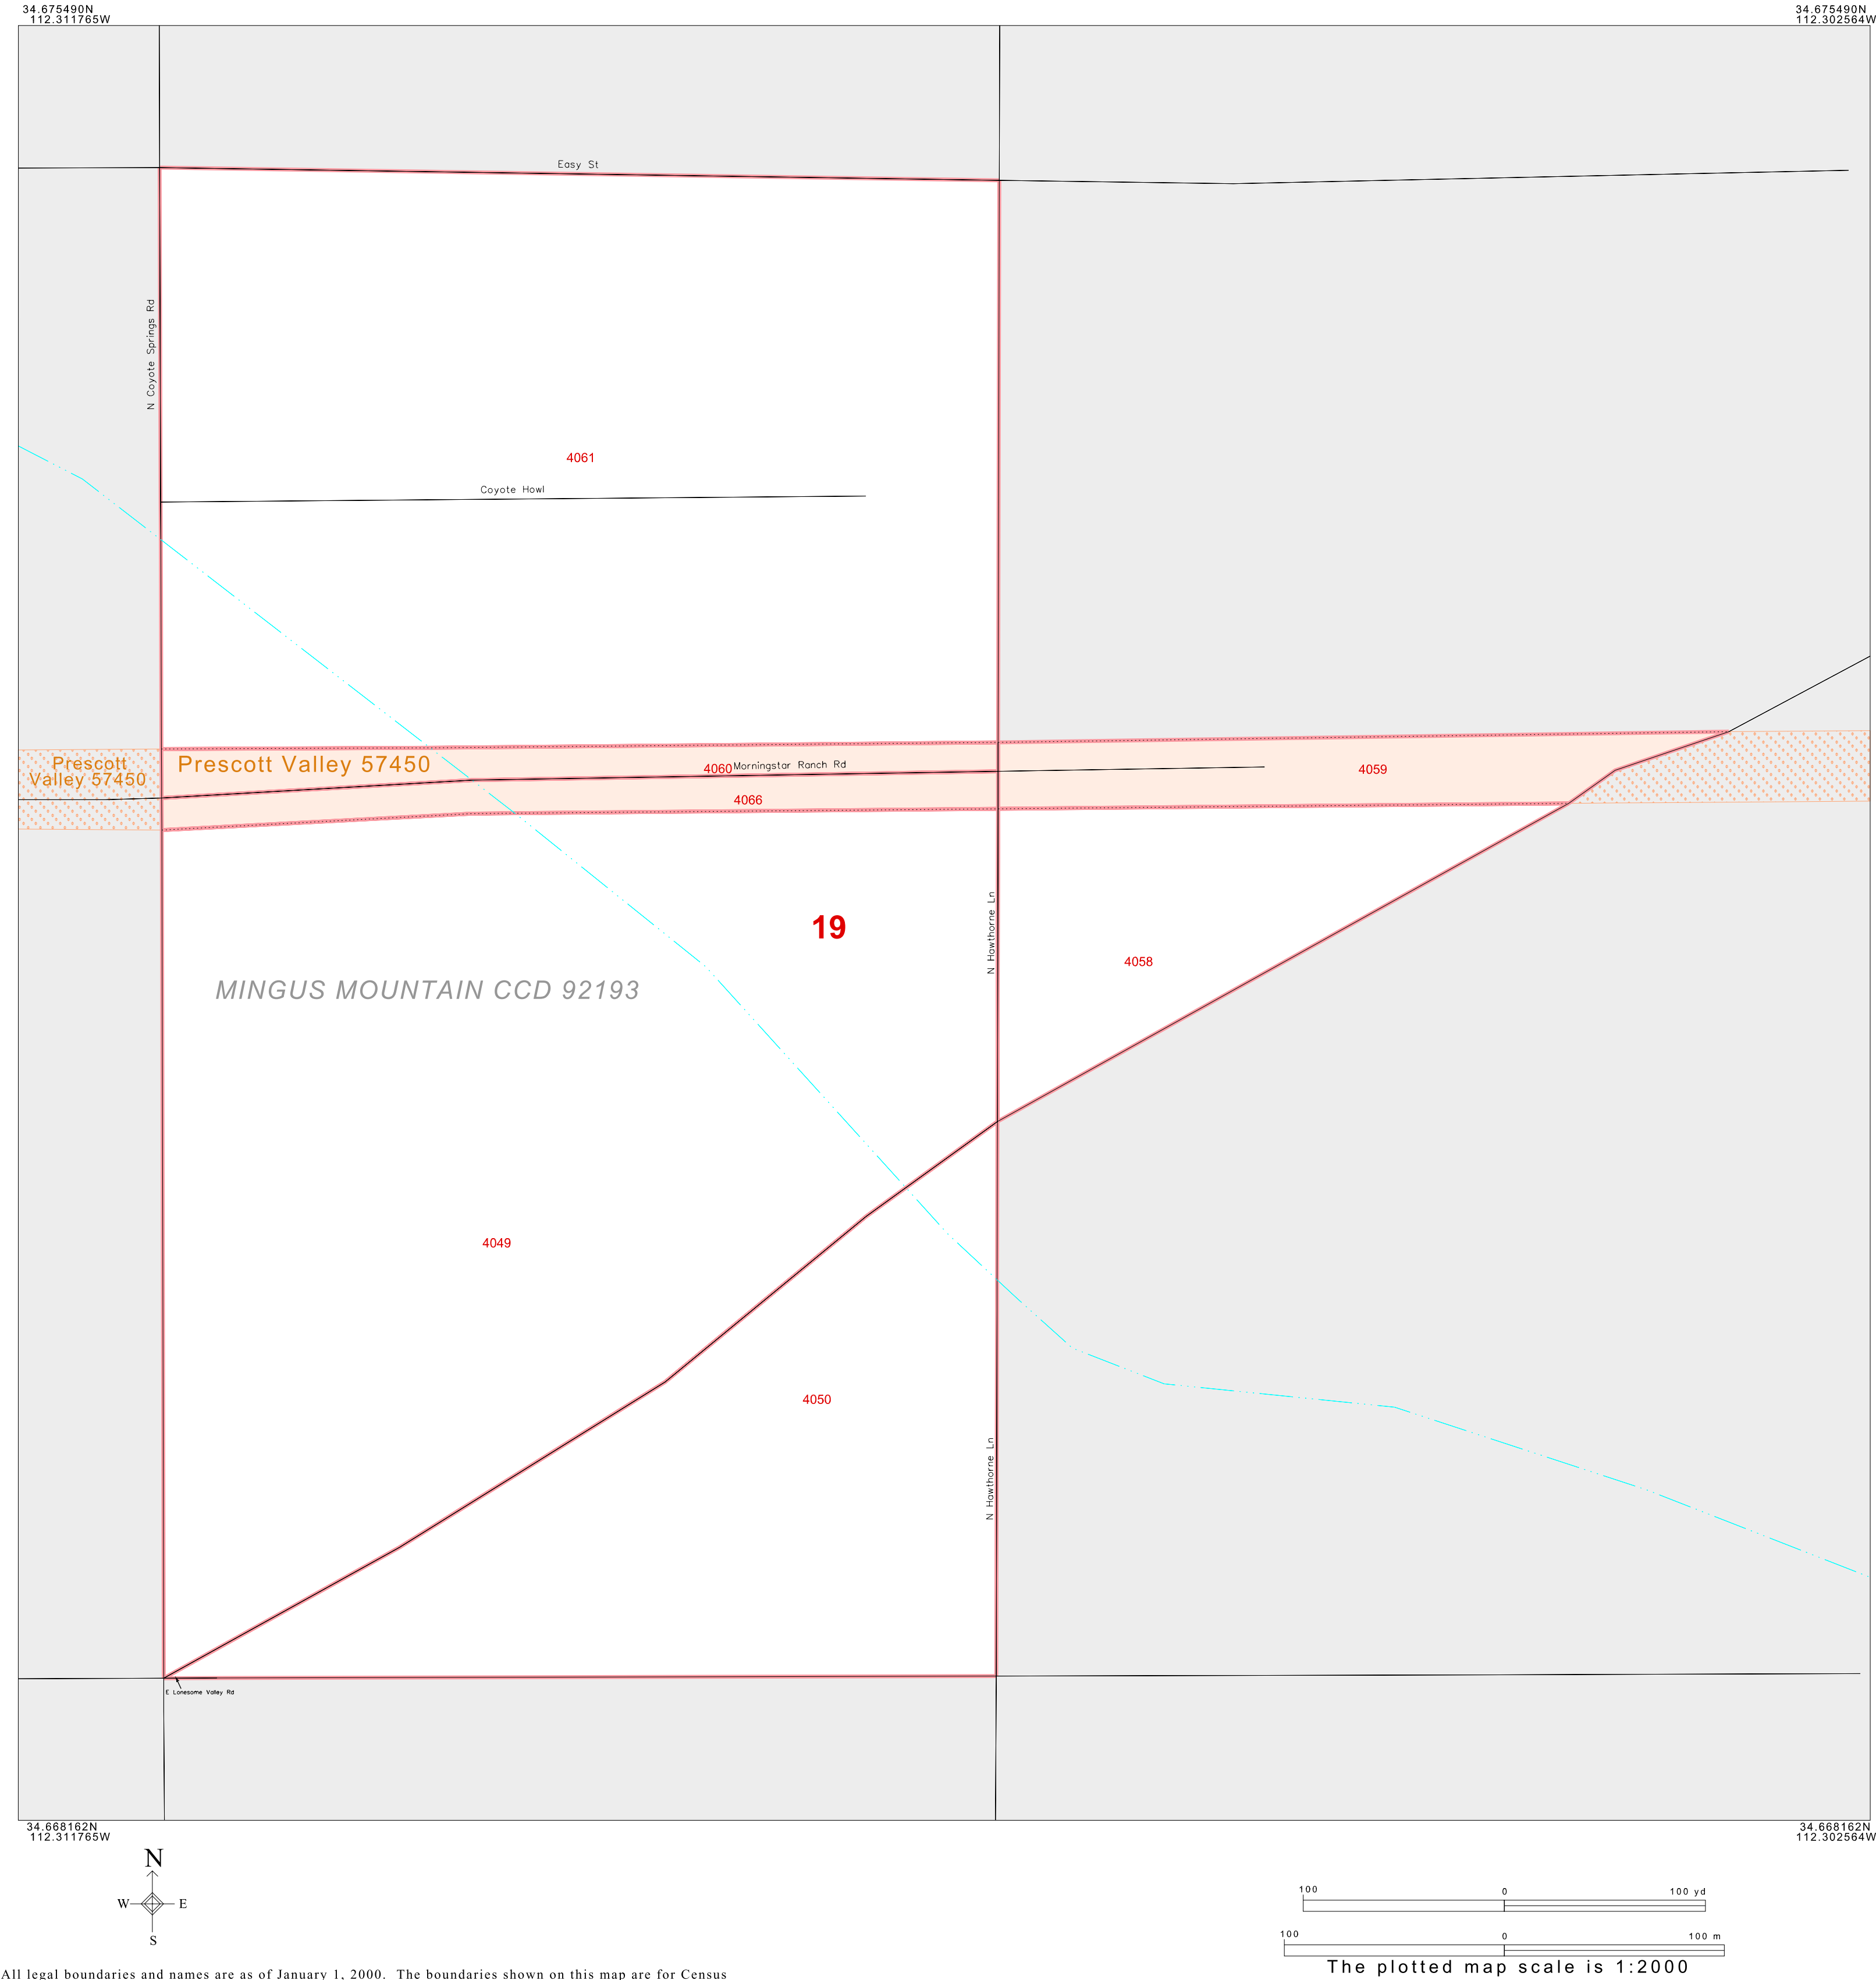 34.675490N
112.311765W
34.675490N
112.302564W
Easy St
N Coyote Springs Rd
4061
Coyote Howl
Prescott
Valley 57450
Prescott Valley 57450
4060
Morningstar Ranch Rd
4059
4066
19
N Hawthorne Ln
4058
MINGUS MOUNTAIN CCD 92193
4049
4050
N Hawthorne Ln
E Lonesome Valley Rd
34.668162N
112.311765W
34.668162N
112.302564W
N
W E
S
100 0 100 yd
100 0 100 m
The plotted map scale is 1:2000
All legal boundaries and names are as of January 1, 2000. The boundaries shown on this map are for Census